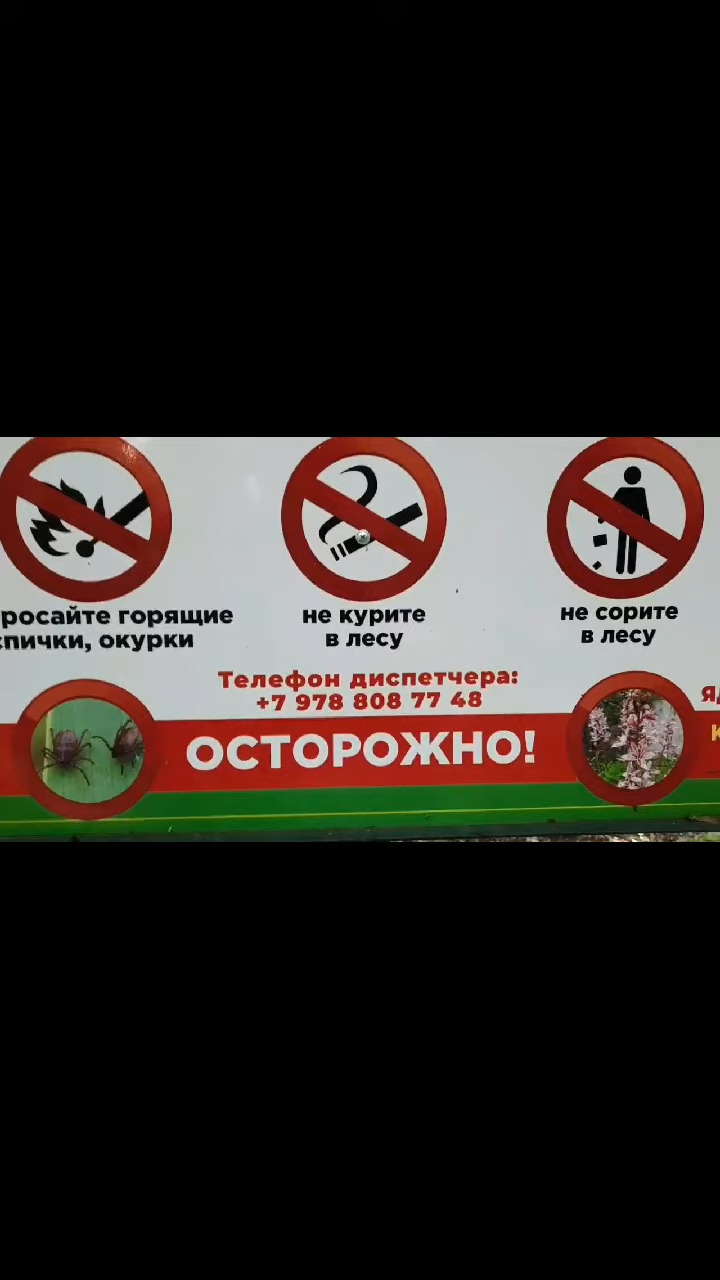 росайте горящие
спички, окурки
не курите
в лесу
не сорите
в лесу
Телефон диспетчера:
+7 978 808 77 48
ОСТОРОЖНО!